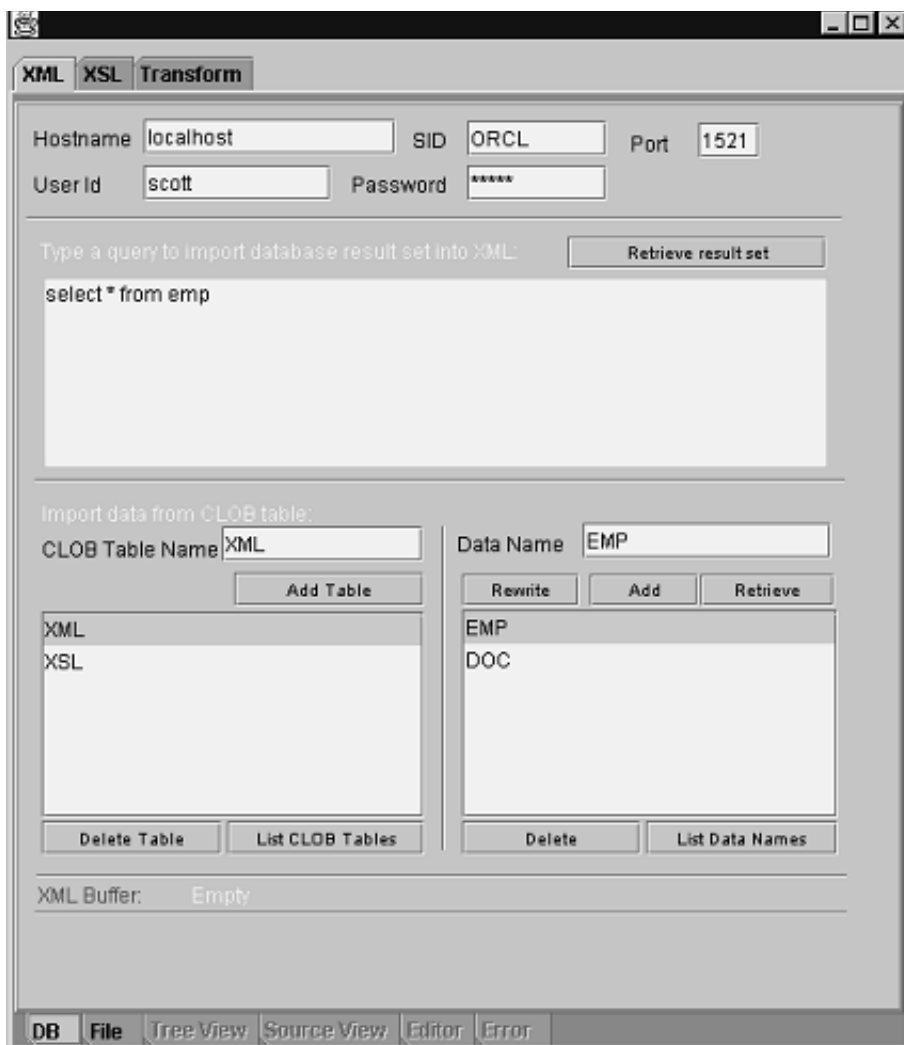 XML XSL Transform
Hostname localhost SID ORCL Port 1521
User Id scott Password *****
Type a query to import database result set into XML: Retrieve result set
select * from emp
Import data from CLOB table:
CLOB Table Name XML Data Name EMP
Add Table Rewrite Add Retrieve
XML EMP
XSL DOC
Delete Table List CLOB Tables Delete List Data Names
XML Buffer: Empty
DB File Tree View Source View Editor Error